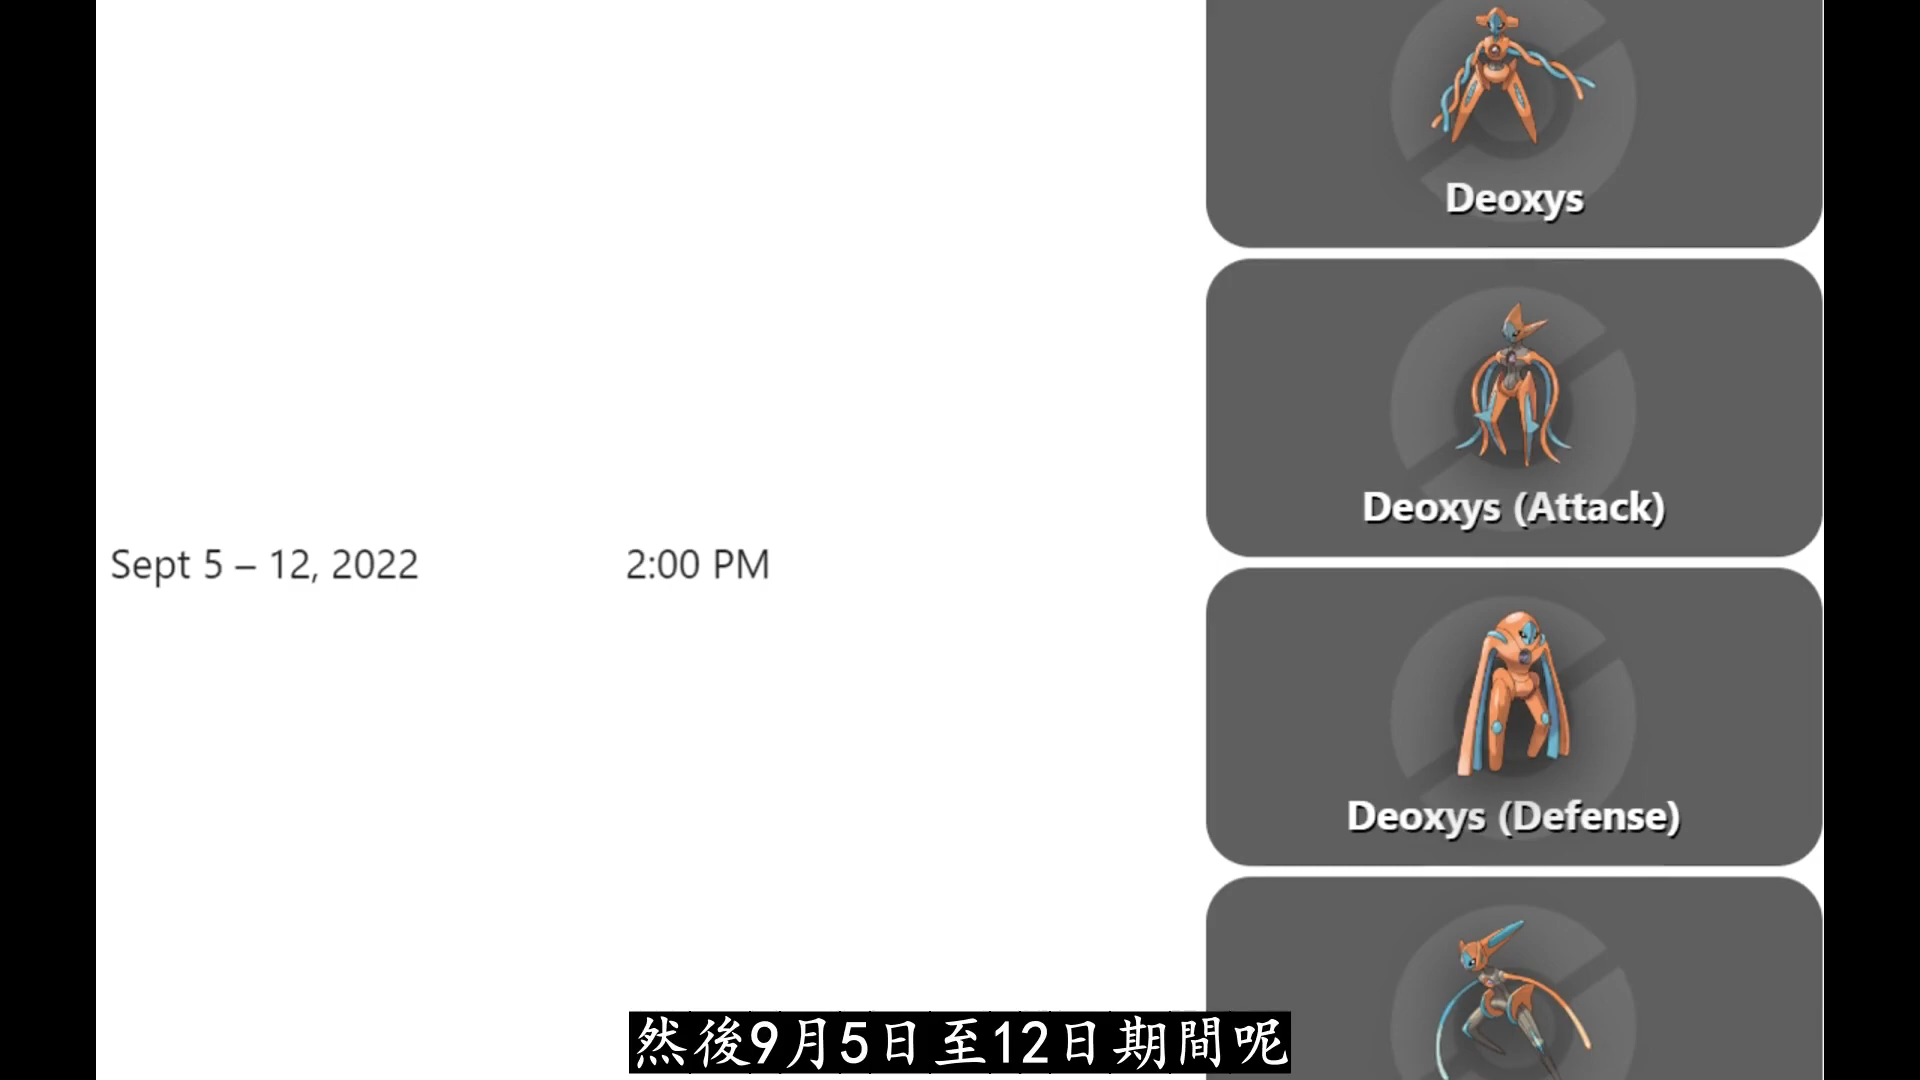 Deoxys
Deoxys (Attack)
Sept 5 – 12, 2022 2:00 PM
Deoxys (Defense)
然後9月5日至12日期間呢